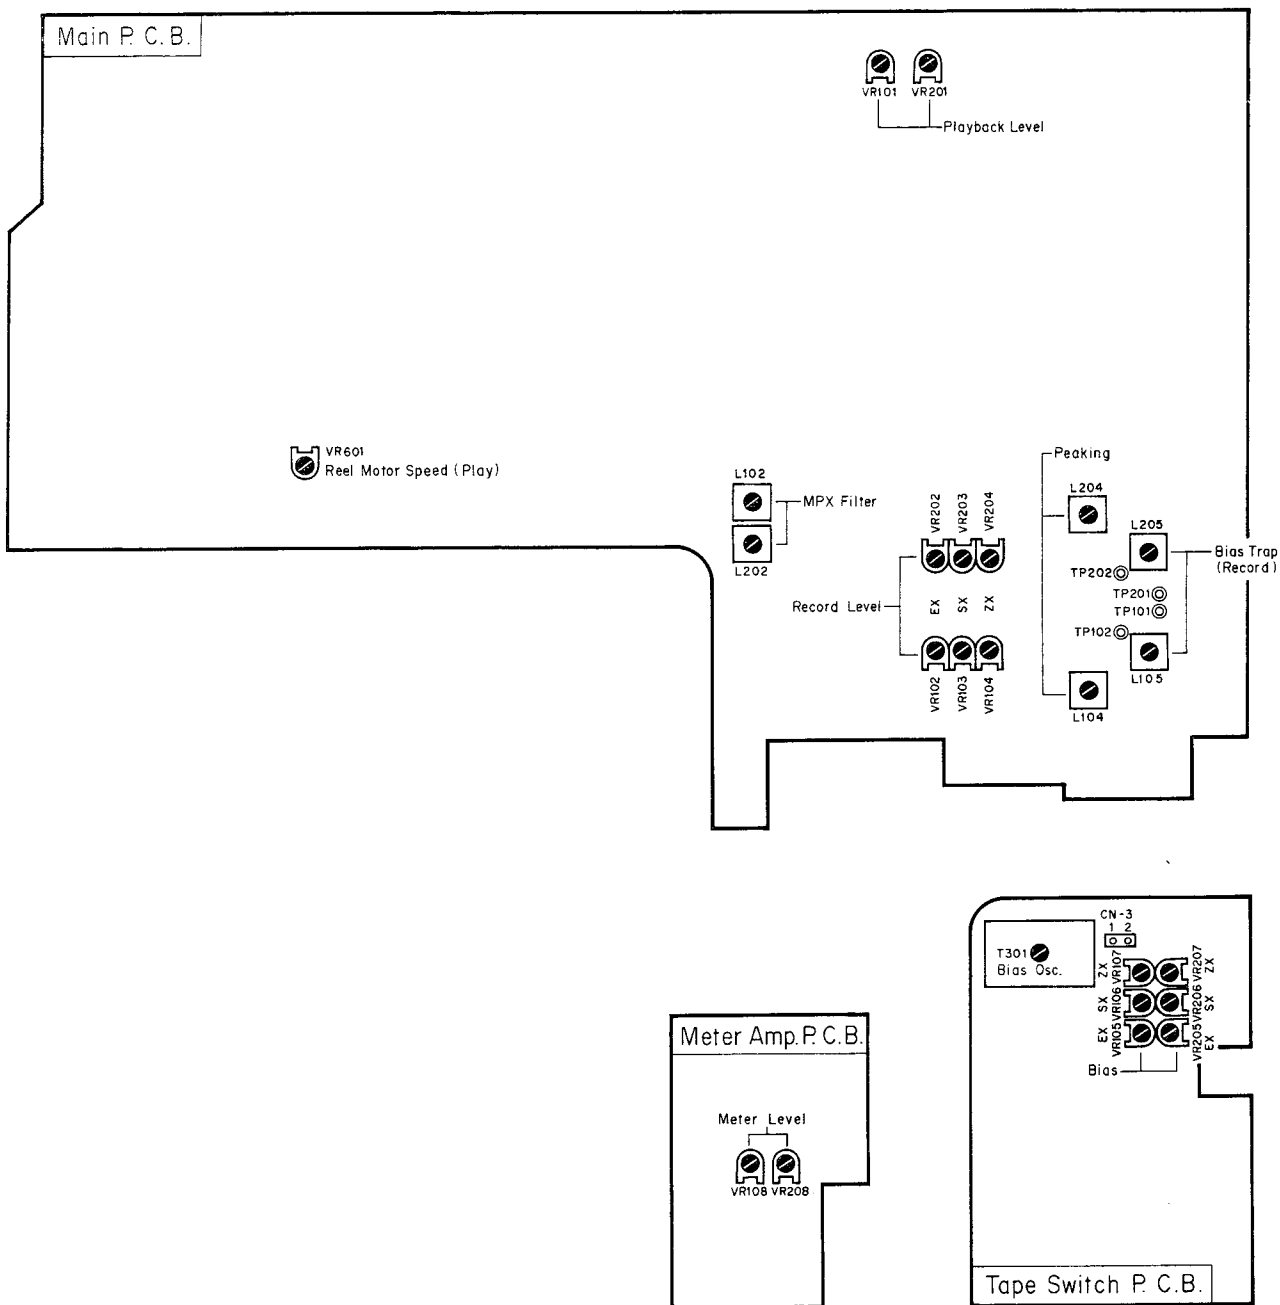 Main P. C. B.
VR101 VR201
Playback Level
VR601
Reel Motor Speed (Play)
L102
MPX Filter
L202
VR202 VR203 VR204
Record Level
EX SX ZX
VR102 VR103 VR104
Peaking
L204
L205
Bias Trap
(Record)
TP202
TP201
TP101
TP102
L105
L104
CN-3
1 2
T301
Bias Osc.
ZX VR107 VR207 ZX
SX VR106 VR206 SX
EX VR105 VR205 EX
Bias
Meter Amp. P. C. B.
Meter Level
VR108 VR208
Tape Switch P. C. B.